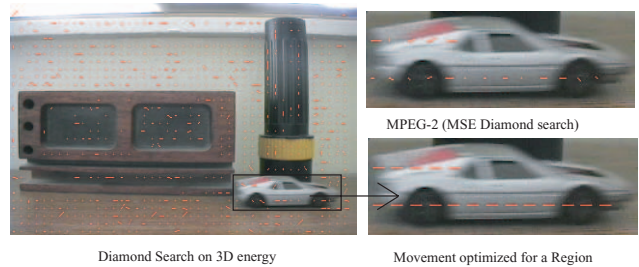 MPEG-2 (MSE Diamond search)
Diamond Search on 3D energy
Movement optimized for a Region